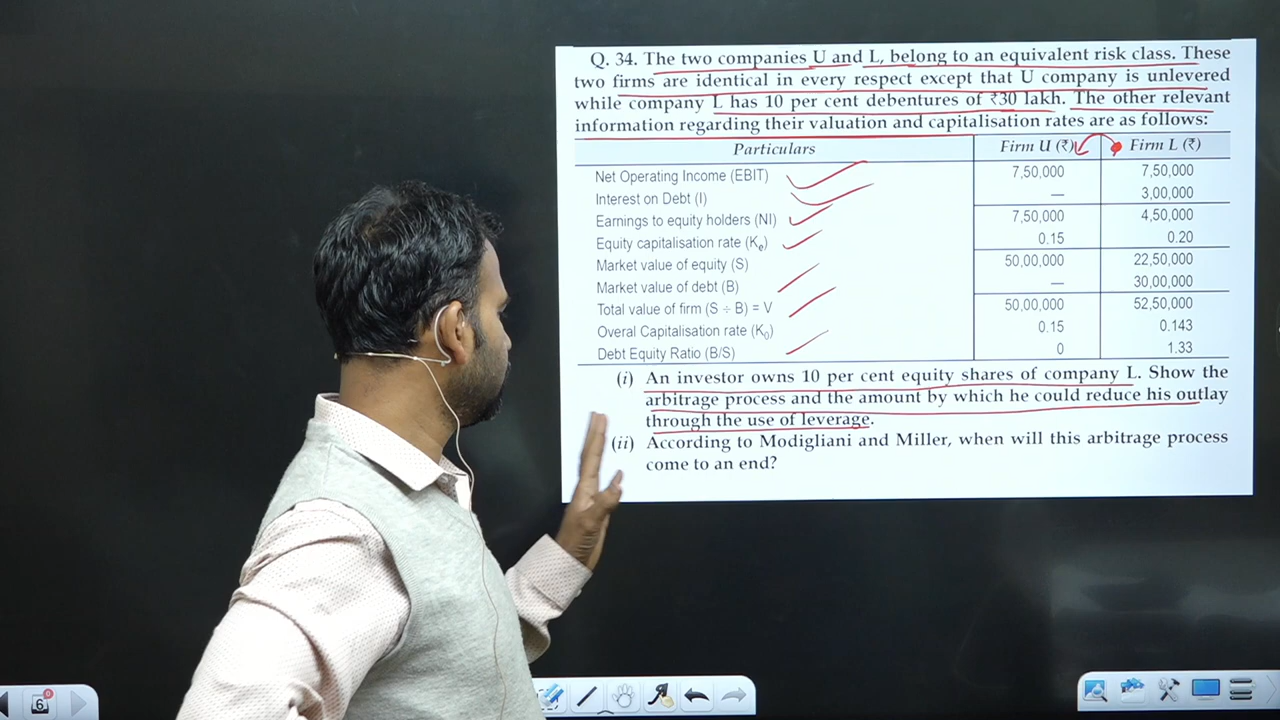 Q. 34. The two companies U and L, belong to an equivalent risk class. These
two firms are identical in every respect except that U company is unlevered
while company L has 10 per cent debentures of ₹30 lakh. The other relevant
information regarding their valuation and capitalisation rates are as follows:
Particulars Firm U (₹) Firm L (₹)
Net Operating Income (EBIT) 7,50,000 7,50,000
Interest on Debt (I) — 3,00,000
Earnings to equity holders (NI) 7,50,000 4,50,000
Equity capitalisation rate (Ke) 0.15 0.20
Market value of equity (S) 50,00,000 22,50,000
Market value of debt (B) — 30,00,000
Total value of firm (S ÷ B) = V 50,00,000 52,50,000
Overal Capitalisation rate (K0) 0.15 0.143
Debt Equity Ratio (B/S) 0 1.33
(i) An investor owns 10 per cent equity shares of company L. Show the
arbitrage process and the amount by which he could reduce his outlay
through the use of leverage.
(ii) According to Modigliani and Miller, when will this arbitrage process
come to an end?
6